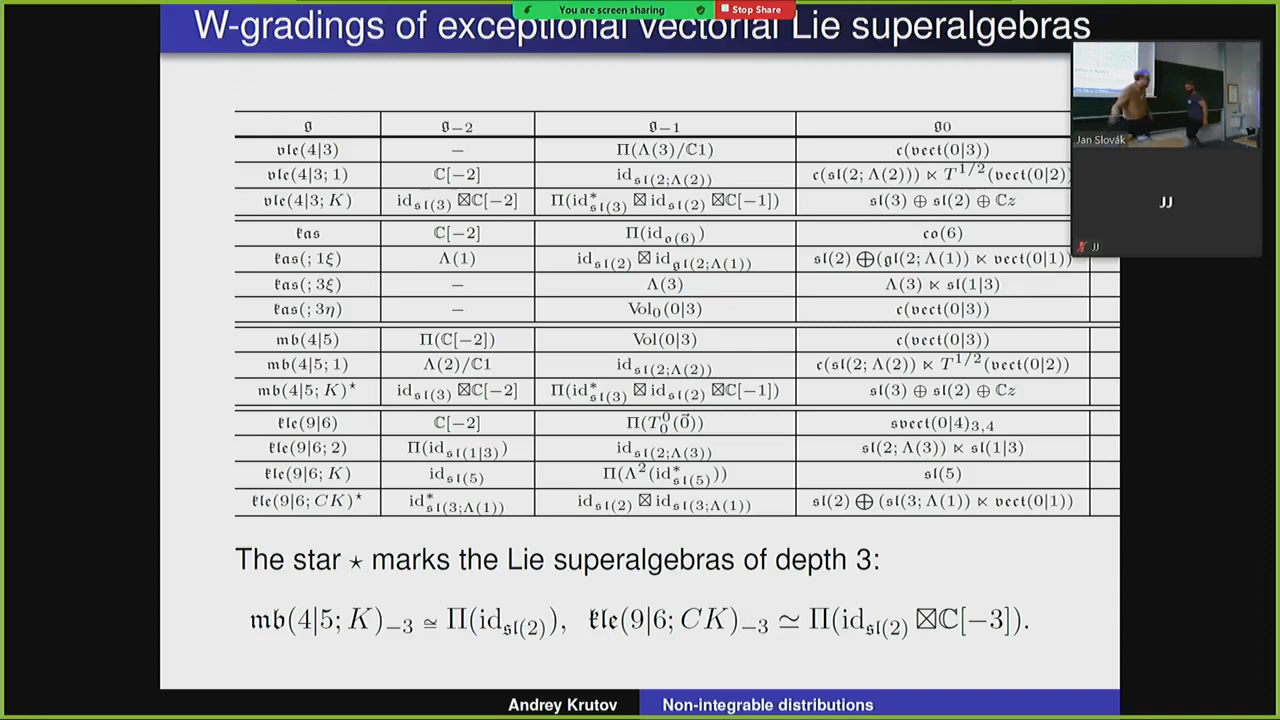 You are screen sharing Stop Share
W-gradings of exceptional vectorial Lie superalgebras
𝔤 𝔤₋₂ 𝔤₋₁ 𝔤₀
𝔳𝔩𝔢(4|3) – Π(Λ(3)/ℂ1) 𝔠(𝔳𝔢𝔠𝔱(0|3))
𝔳𝔩𝔢(4|3; 1) ℂ[−2] id_{𝔰𝔩(2;Λ(2))} 𝔠(𝔰𝔩(2; Λ(2))) ⋉ T^{1/2}(𝔳𝔢𝔠𝔱(0|2))
𝔳𝔩𝔢(4|3; K) id_{𝔰𝔩(3)} ⊠ℂ[−2] Π(id*_{𝔰𝔩(3)} ⊠ id_{𝔰𝔩(2)} ⊠ℂ[−1]) 𝔰𝔩(3) ⊕ 𝔰𝔩(2) ⊕ ℂz
𝔨𝔞𝔰 ℂ[−2] Π(id_{𝔬(6)}) 𝔠𝔬(6)
𝔨𝔞𝔰(; 1ξ) Λ(1) id_{𝔰𝔩(2)} ⊠ id_{𝔤𝔩(2;Λ(1))} 𝔰𝔩(2) ⨁(𝔤𝔩(2; Λ(1)) ⋉ 𝔳𝔢𝔠𝔱(0|1))
𝔨𝔞𝔰(; 3ξ) – Λ(3) Λ(3) ⋉ 𝔰𝔩(1|3)
𝔨𝔞𝔰(; 3η) – Vol₀(0|3) 𝔠(𝔳𝔢𝔠𝔱(0|3))
𝔪𝔟(4|5) Π(ℂ[−2]) Vol(0|3) 𝔠(𝔳𝔢𝔠𝔱(0|3))
𝔪𝔟(4|5; 1) Λ(2)/ℂ1 id_{𝔰𝔩(2;Λ(2))} 𝔠(𝔰𝔩(2; Λ(2)) ⋉ T^{1/2}(𝔳𝔢𝔠𝔱(0|2))
𝔪𝔟(4|5; K)⋆ id_{𝔰𝔩(3)} ⊠ℂ[−2] Π(id*_{𝔰𝔩(3)} ⊠ id_{𝔰𝔩(2)} ⊠ℂ[−1]) 𝔰𝔩(3) ⊕ 𝔰𝔩(2) ⊕ ℂz
𝔨𝔩𝔢(9|6) ℂ[−2] Π(T⁰₀(0⃗)) 𝔰𝔳𝔢𝔠𝔱(0|4)₃,₄
𝔨𝔩𝔢(9|6; 2) Π(id_{𝔰𝔩(1|3)}) id_{𝔰𝔩(2;Λ(3))} 𝔰𝔩(2; Λ(3)) ⋉ 𝔰𝔩(1|3)
𝔨𝔩𝔢(9|6; K) id_{𝔰𝔩(5)} Π(Λ²(id*_{𝔰𝔩(5)})) 𝔰𝔩(5)
𝔨𝔩𝔢(9|6; CK)⋆ id*_{𝔰𝔩(3;Λ(1))} id_{𝔰𝔩(2)} ⊠ id_{𝔰𝔩(3;Λ(1))} 𝔰𝔩(2) ⨁ (𝔰𝔩(3; Λ(1)) ⋉ 𝔳𝔢𝔠𝔱(0|1))
The star ⋆ marks the Lie superalgebras of depth 3:
𝔪𝔟(4|5; K)₋₃ ≅ Π(id_{𝔰𝔩(2)}), 𝔨𝔩𝔢(9|6; CK)₋₃ ≃ Π(id_{𝔰𝔩(2)} ⊠ℂ[−3]).
Andrey Krutov Non-integrable distributions
Jan Slovák
JJ
JJ